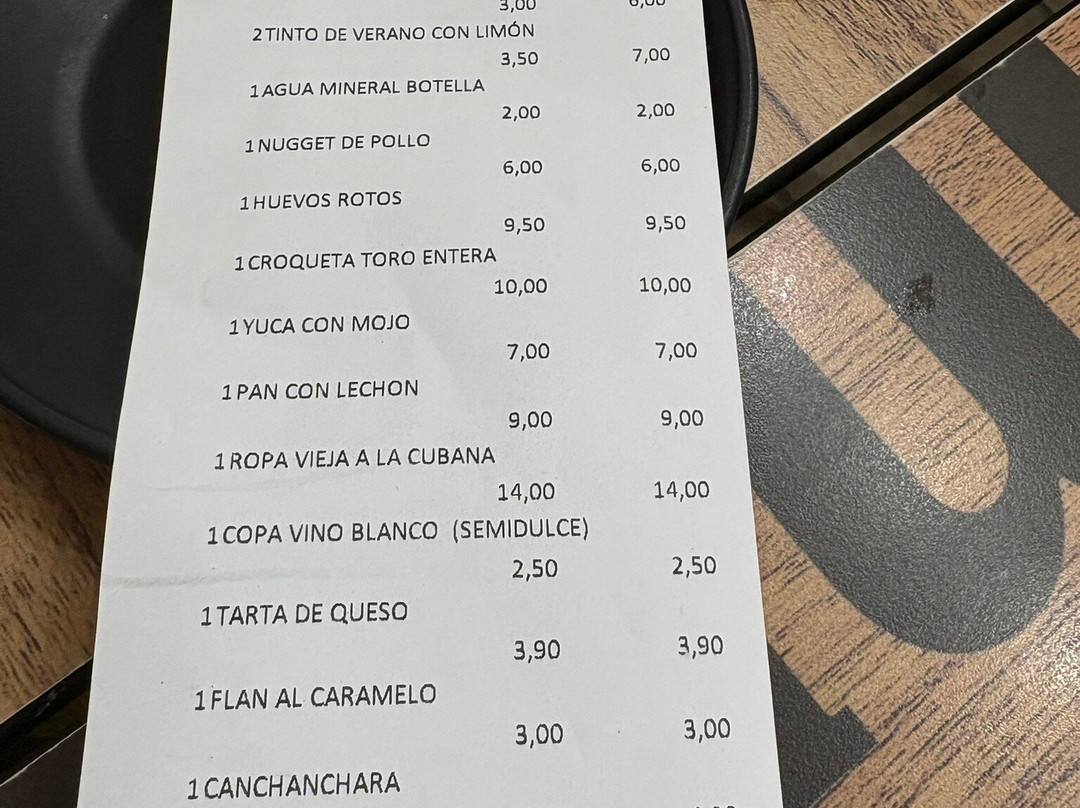 3,00 6,00
2 TINTO DE VERANO CON LIMÓN
3,50 7,00
1 AGUA MINERAL BOTELLA
2,00 2,00
1 NUGGET DE POLLO
6,00 6,00
1 HUEVOS ROTOS
9,50 9,50
1 CROQUETA TORO ENTERA
10,00 10,00
1 YUCA CON MOJO
7,00 7,00
1 PAN CON LECHON
9,00 9,00
1 ROPA VIEJA A LA CUBANA
14,00 14,00
1 COPA VINO BLANCO (SEMIDULCE)
2,50 2,50
1 TARTA DE QUESO
3,90 3,90
1 FLAN AL CARAMELO
3,00 3,00
1 CANCHANCHARA